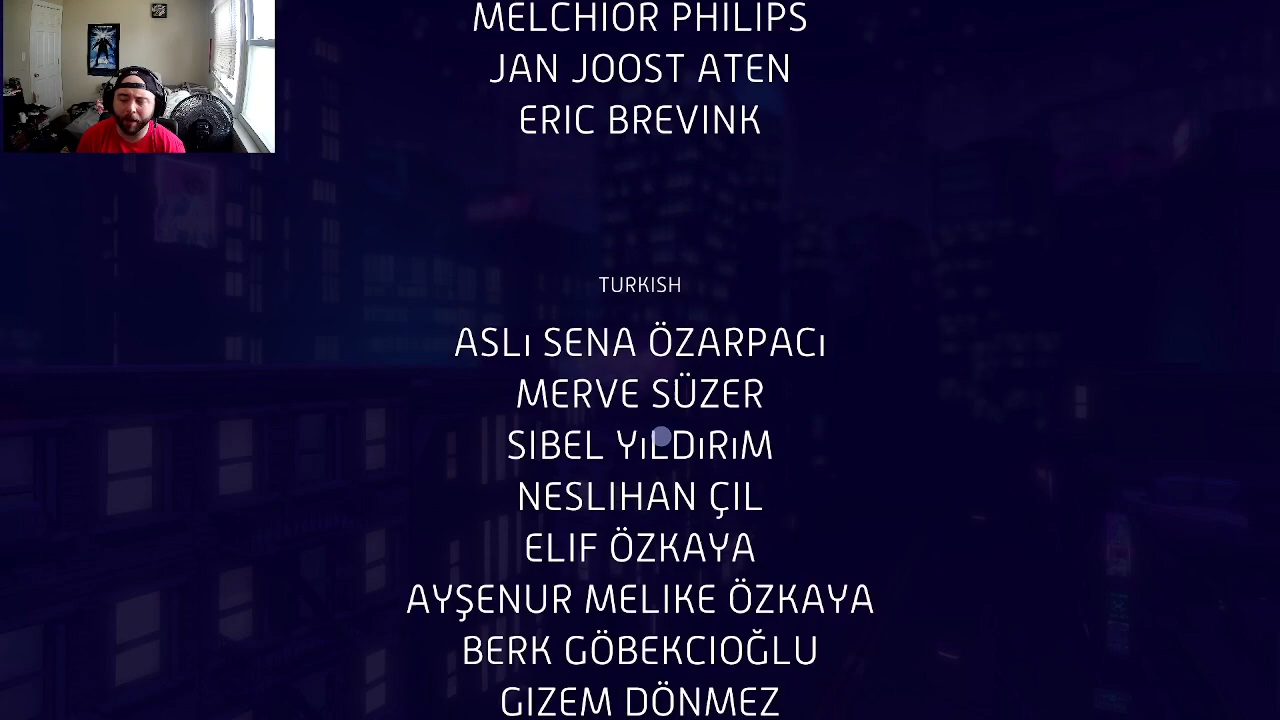 MELCHIOR PHILIPS
JAN JOOST ATEN
ERIC BREVINK
TURKISH
ASLı SENA ÖZARPACı
MERVE SÜZER
SIBEL YıLDıRıM
NESLIHAN ÇIL
ELIF ÖZKAYA
AYŞENUR MELIKE ÖZKAYA
BERK GÖBEKCIOĞLU
GIZEM DÖNMEZ